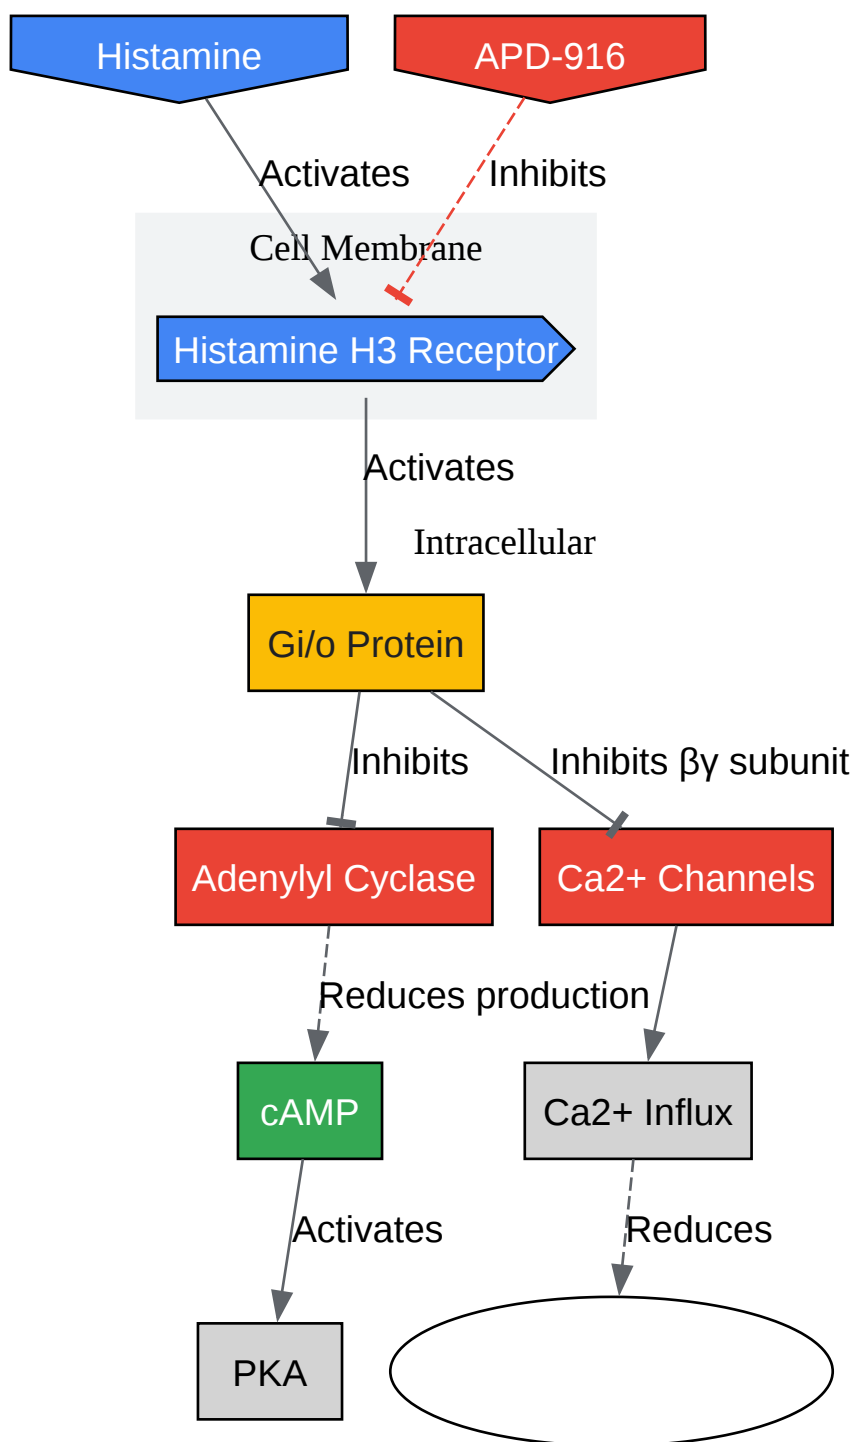 Histamine
APD-916
Activates
Inhibits
Cell Membrane
Histamine H3 Receptor
Activates
Intracellular
Gi/o Protein
Inhibits
Inhibits βγ subunit
Adenylyl Cyclase
Ca2+ Channels
Reduces production
cAMP
Ca2+ Influx
Activates
Reduces
PKA